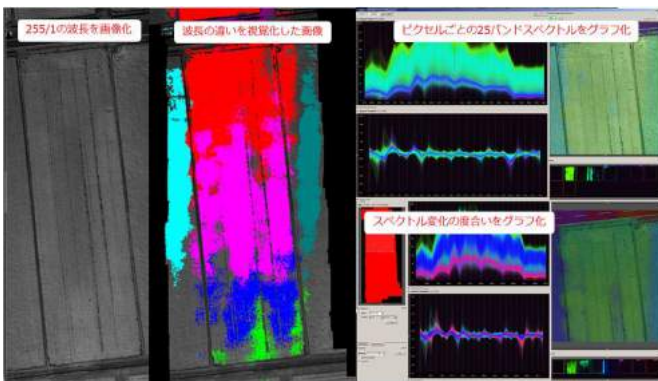 255/1の波長を画像化
波長の違いを視覚化した画像
ピクセルごとの25バンドスペクトルをグラフ化
スペクトル変化の度合いをグラフ化